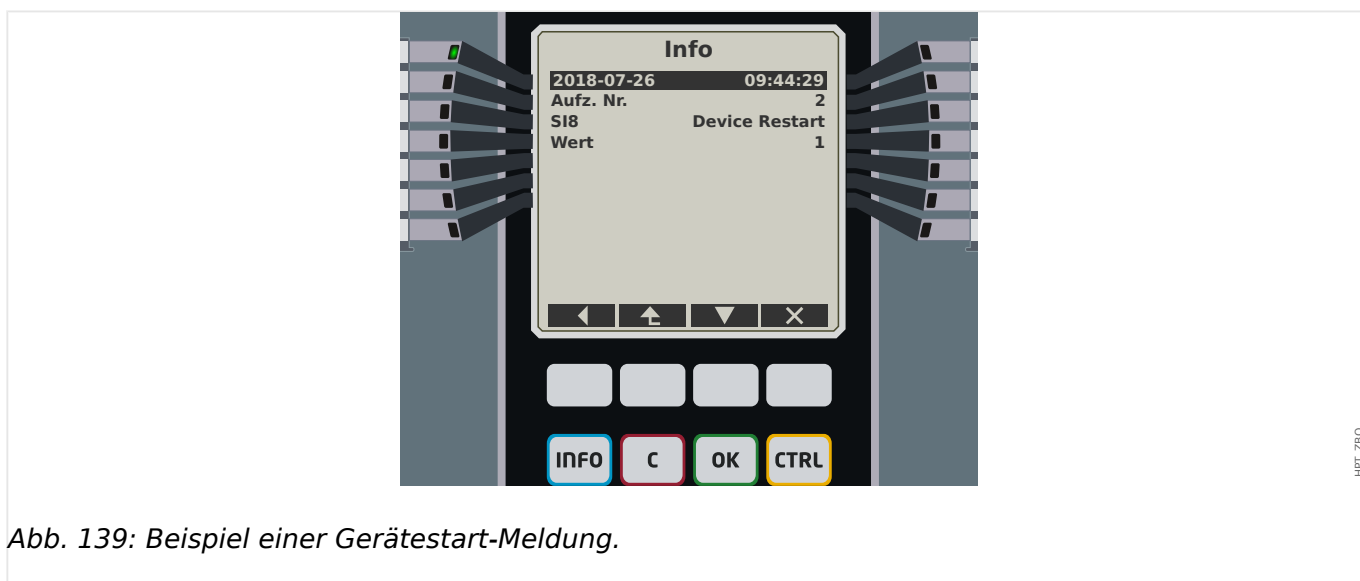 Info
2018-07-26 09:44:29
Aufz. Nr. 2
SI8 Device Restart
Wert 1
INFO C OK CTRL
HPT_ZBO
Abb. 139: Beispiel einer Gerätestart-Meldung.